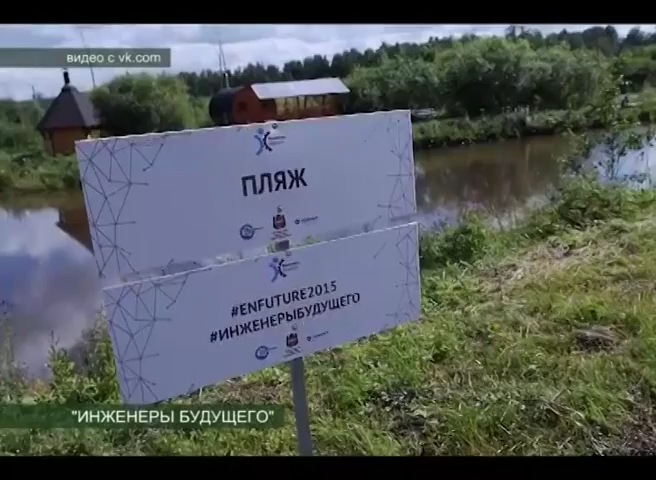 видео с vk.com
ПЛЯЖ
#ENFUTURE2015
#ИНЖЕНЕРЫБУДУЩЕГО
"ИНЖЕНЕРЫ БУДУЩЕГО"